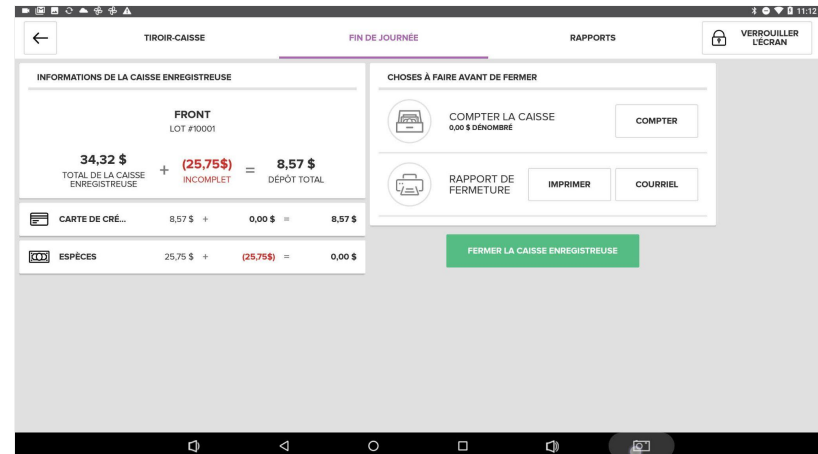 11:12
TIROIR-CAISSE
FIN DE JOURNÉE
RAPPORTS
VERROUILLER
L'ÉCRAN
INFORMATIONS DE LA CAISSE ENREGISTREUSE
FRONT
LOT #10001
34,32 $ + (25,75$) = 8,57 $
TOTAL DE LA CAISSE
ENREGISTREUSE
INCOMPLET
DÉPÔT TOTAL
CARTE DE CRÉ... 8,57 $ + 0,00 $ = 8,57 $
ESPÈCES 25,75 $ + (25,75$) = 0,00 $
CHOSES À FAIRE AVANT DE FERMER
COMPTER LA CAISSE
0,00 $ DÉNOMBRÉ
COMPTER
RAPPORT DE
FERMETURE
IMPRIMER
COURRIEL
FERMER LA CAISSE ENREGISTREUSE